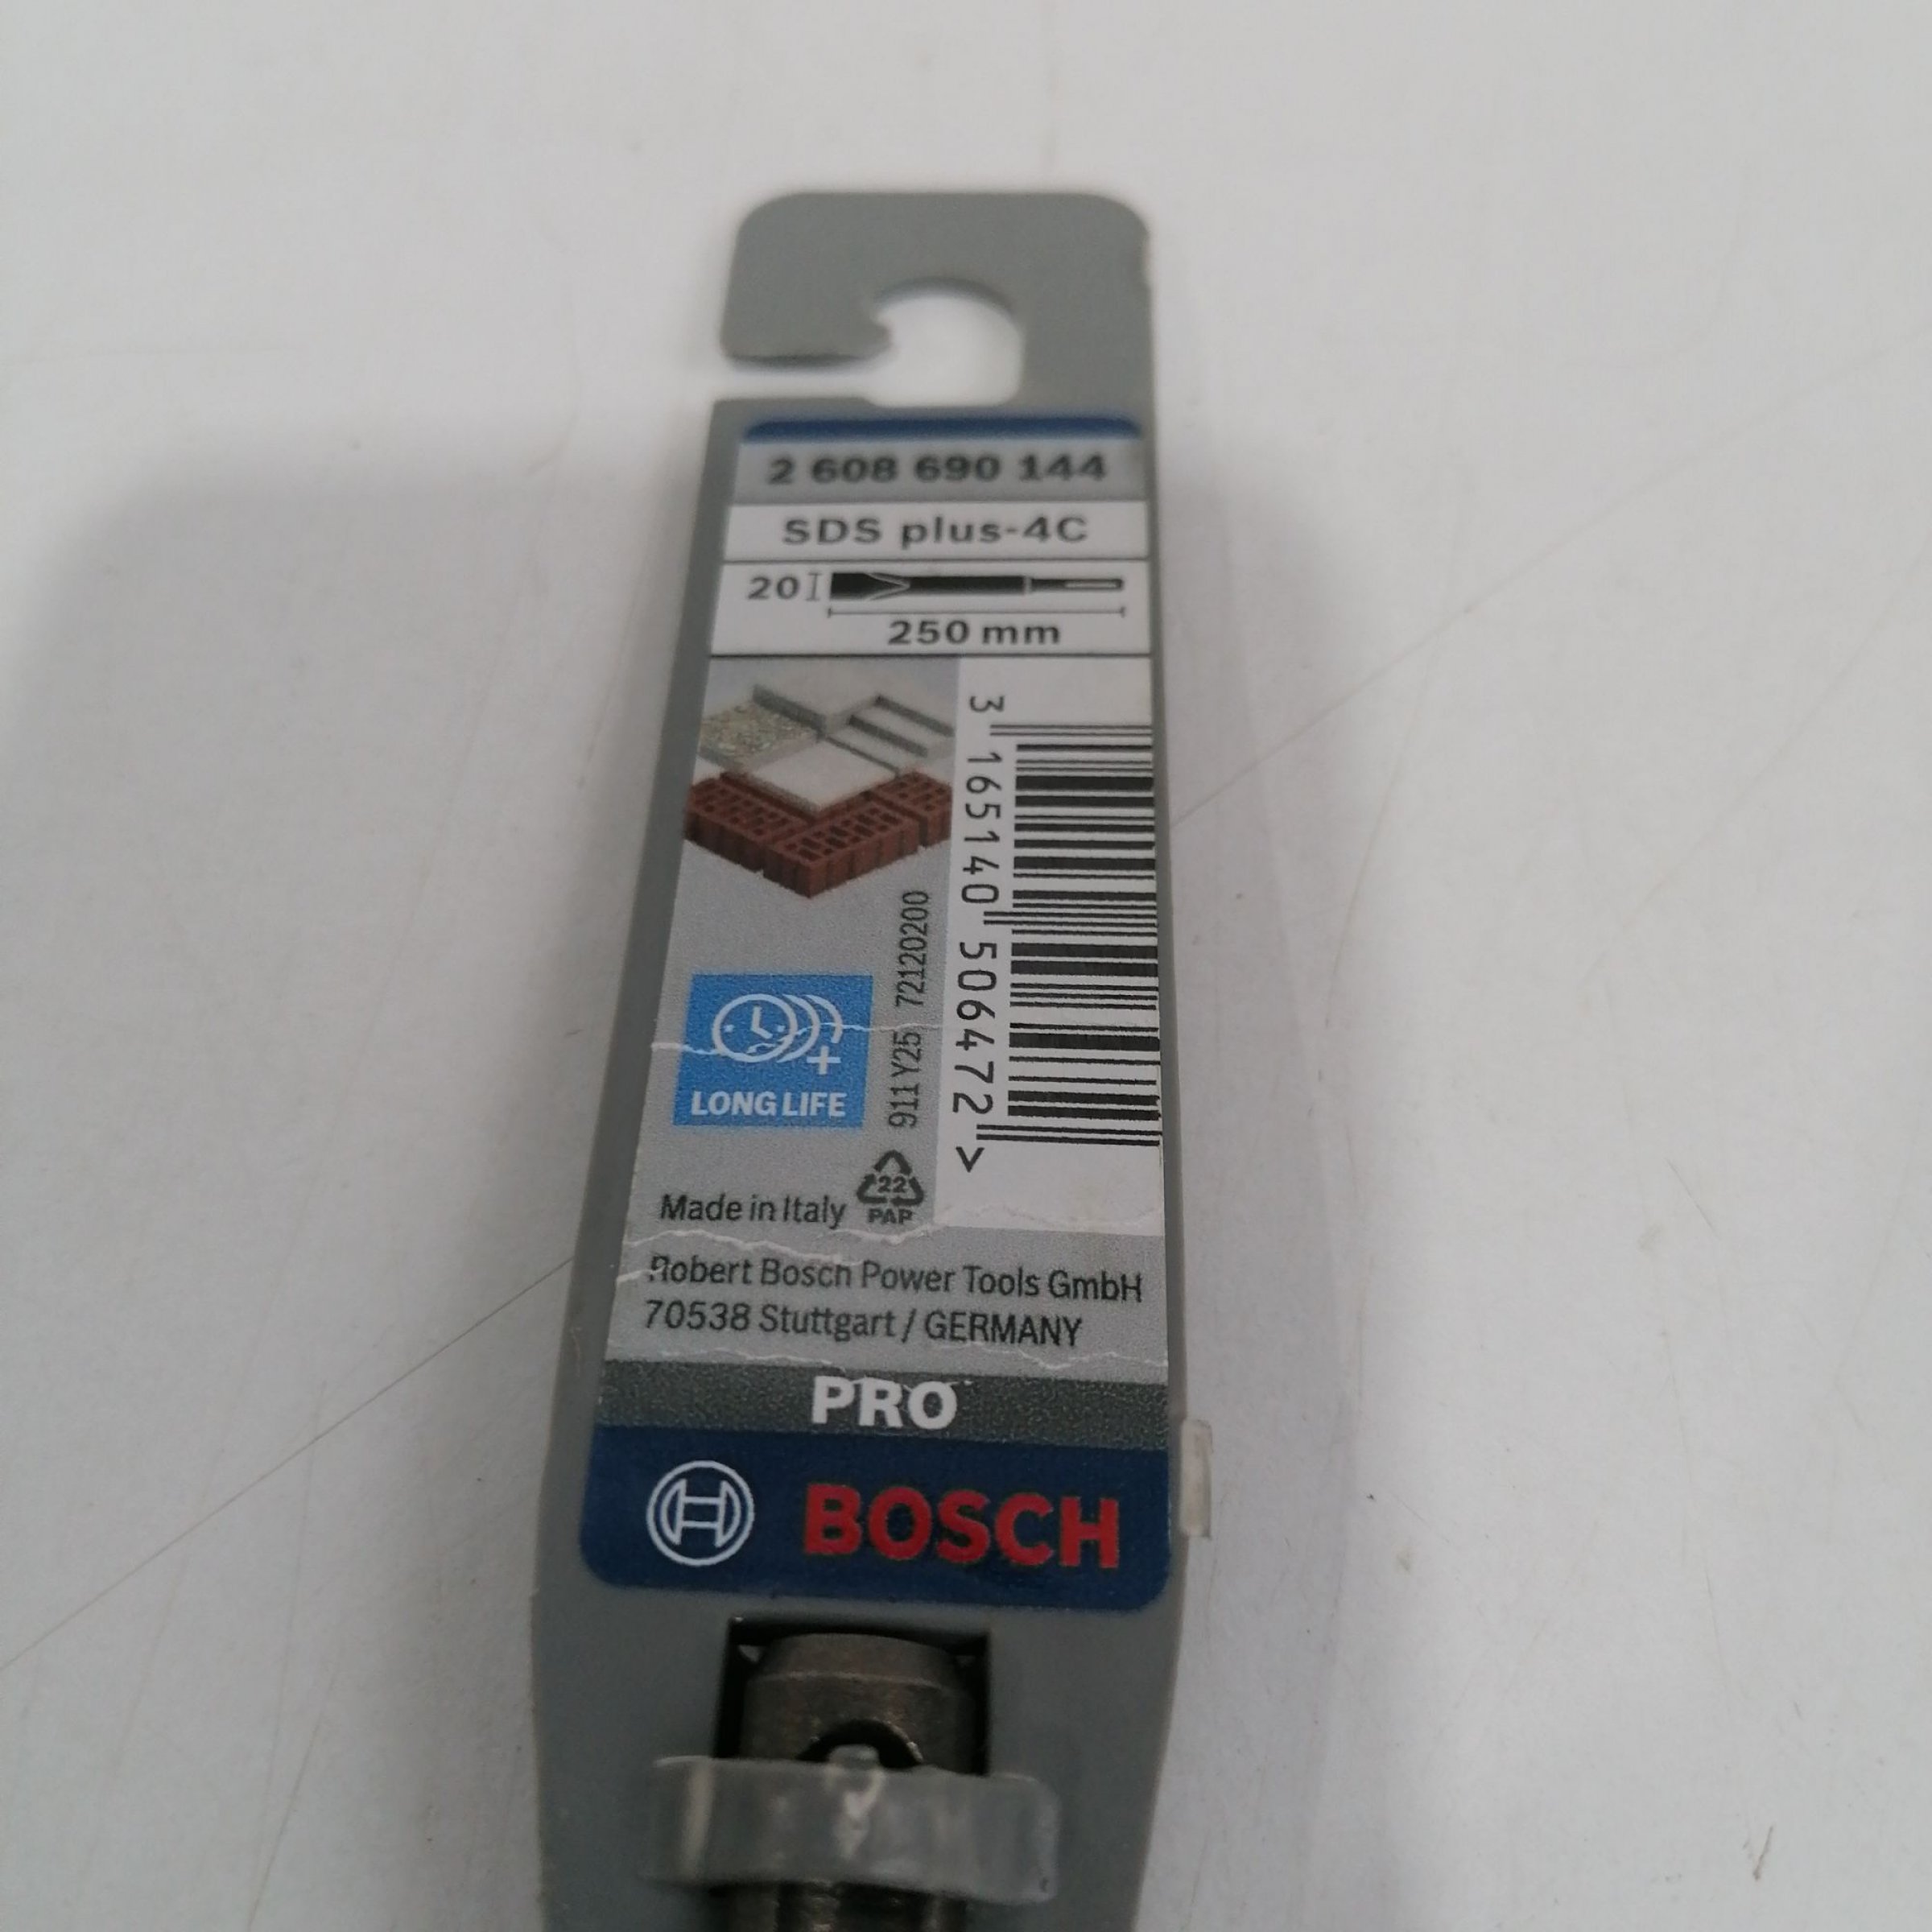 2 608 690 144
SDS plus-4C
20
250 mm
3 165140 506472 >
911 Y25 72120200
LONG LIFE
22
PAP
Made in Italy
Robert Bosch Power Tools GmbH
70538 Stuttgart / GERMANY
PRO
BOSCH